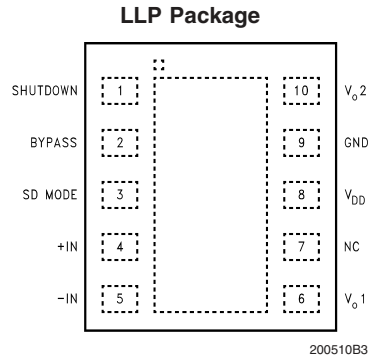 LLP Package
SHUTDOWN 1 10 Vo2
BYPASS 2 9 GND
SD MODE 3 8 VDD
+IN 4 7 NC
-IN 5 6 Vo1
200510B3